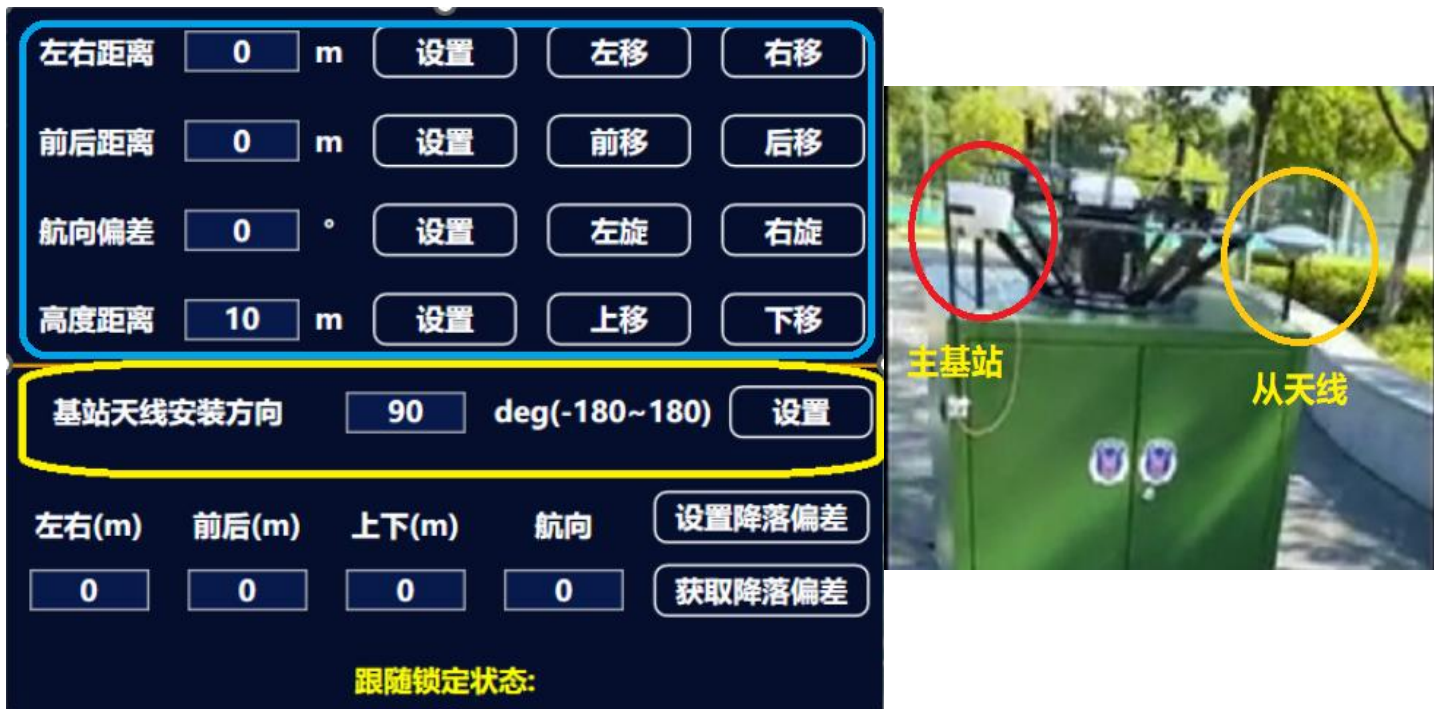 左右距离 0 m 设置 左移 右移
前后距离 0 m 设置 前移 后移
航向偏差 0 ° 设置 左旋 右旋
高度距离 10 m 设置 上移 下移
基站天线安装方向 90 deg(-180~180) 设置
左右(m) 前后(m) 上下(m) 航向 设置降落偏差
0 0 0 0 获取降落偏差
跟随锁定状态:
主基站
从天线